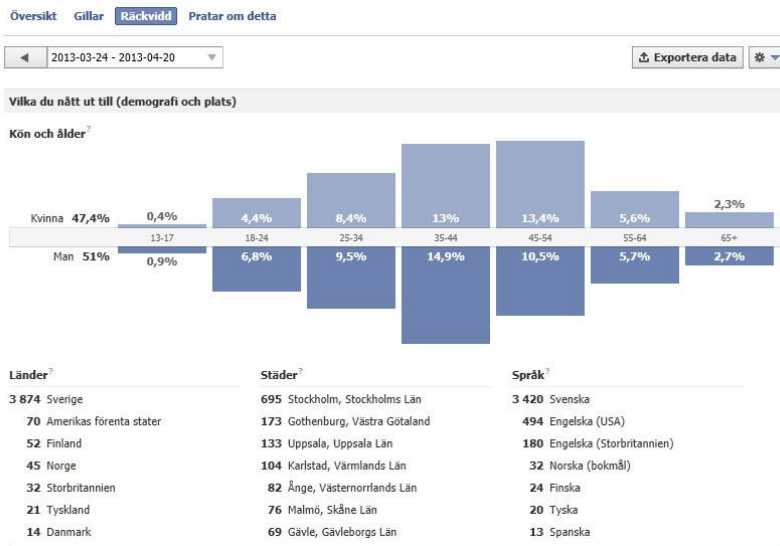 Översikt Gillar Räckvidd Pratar om detta
2013-03-24 - 2013-04-20 Exportera data
Vilka du nått ut till (demografi och plats)
Kön och ålder?
Kvinna 47,4% 0,4% 4,4% 8,4% 13% 13,4% 5,6% 2,3%
13-17 18-24 25-34 35-44 45-54 55-64 65+
Man 51% 0,9% 6,8% 9,5% 14,9% 10,5% 5,7% 2,7%
Länder? Städer? Språk?
3 874 Sverige 695 Stockholm, Stockholms Län 3 420 Svenska
70 Amerikas förenta stater 173 Gothenburg, Västra Götaland 494 Engelska (USA)
52 Finland 133 Uppsala, Uppsala Län 180 Engelska (Storbritannien)
45 Norge 104 Karlstad, Värmlands Län 32 Norska (bokmål)
32 Storbritannien 82 Ånge, Västernorrlands Län 24 Finska
21 Tyskland 76 Malmö, Skåne Län 20 Tyska
14 Danmark 69 Gävle, Gävleborgs Län 13 Spanska